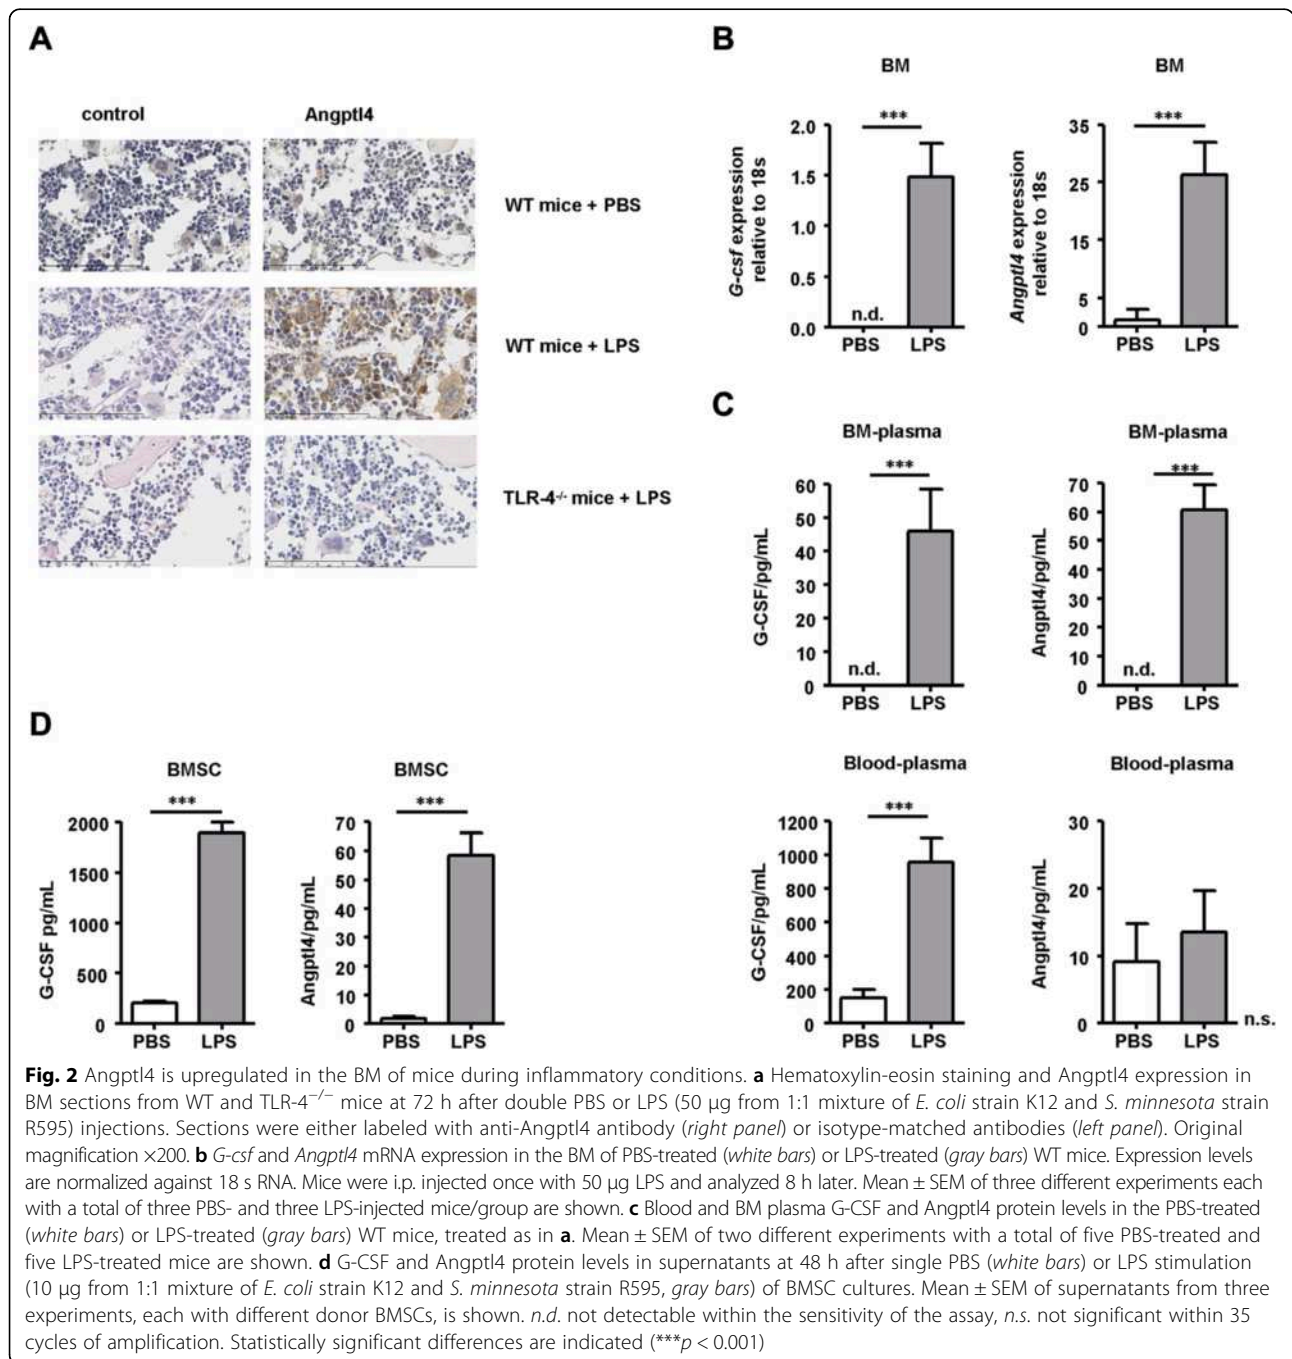 A
control
Angptl4
WT mice + PBS
WT mice + LPS
TLR-4-/- mice + LPS
B
BM
***
G-csf expression
relative to 18s
2.0
1.5
1.0
0.5
0.0
n.d.
PBS
LPS
BM
***
Angptl4 expression
relative to 18s
35
25
15
5
0
PBS
LPS
C
BM-plasma
***
G-CSF/pg/mL
60
50
40
30
20
10
0
n.d.
PBS
LPS
BM-plasma
***
Angptl4/pg/mL
70
60
50
40
30
20
10
0
n.d.
PBS
LPS
Blood-plasma
***
G-CSF/pg/mL
1200
1000
800
600
400
200
0
PBS
LPS
Blood-plasma
Angptl4/pg/mL
30
20
10
0
n.s.
PBS
LPS
D
BMSC
***
G-CSF pg/mL
2000
1500
1000
500
0
PBS
LPS
BMSC
***
Angptl4/pg/mL
70
60
50
40
30
20
10
0
PBS
LPS
Fig. 2 Angptl4 is upregulated in the BM of mice during inflammatory conditions. a Hematoxylin-eosin staining and Angptl4 expression in
BM sections from WT and TLR-4−/− mice at 72 h after double PBS or LPS (50 μg from 1:1 mixture of E. coli strain K12 and S. minnesota strain
R595) injections. Sections were either labeled with anti-Angptl4 antibody (right panel) or isotype-matched antibodies (left panel). Original
magnification ×200. b G-csf and Angptl4 mRNA expression in the BM of PBS-treated (white bars) or LPS-treated (gray bars) WT mice. Expression levels
are normalized against 18 s RNA. Mice were i.p. injected once with 50 μg LPS and analyzed 8 h later. Mean ± SEM of three different experiments each
with a total of three PBS- and three LPS-injected mice/group are shown. c Blood and BM plasma G-CSF and Angptl4 protein levels in the PBS-treated
(white bars) or LPS-treated (gray bars) WT mice, treated as in a. Mean ± SEM of two different experiments with a total of five PBS-treated and
five LPS-treated mice are shown. d G-CSF and Angptl4 protein levels in supernatants at 48 h after single PBS (white bars) or LPS stimulation
(10 μg from 1:1 mixture of E. coli strain K12 and S. minnesota strain R595, gray bars) of BMSC cultures. Mean ± SEM of supernatants from three
experiments, each with different donor BMSCs, is shown. n.d. not detectable within the sensitivity of the assay, n.s. not significant within 35
cycles of amplification. Statistically significant differences are indicated (***p < 0.001)